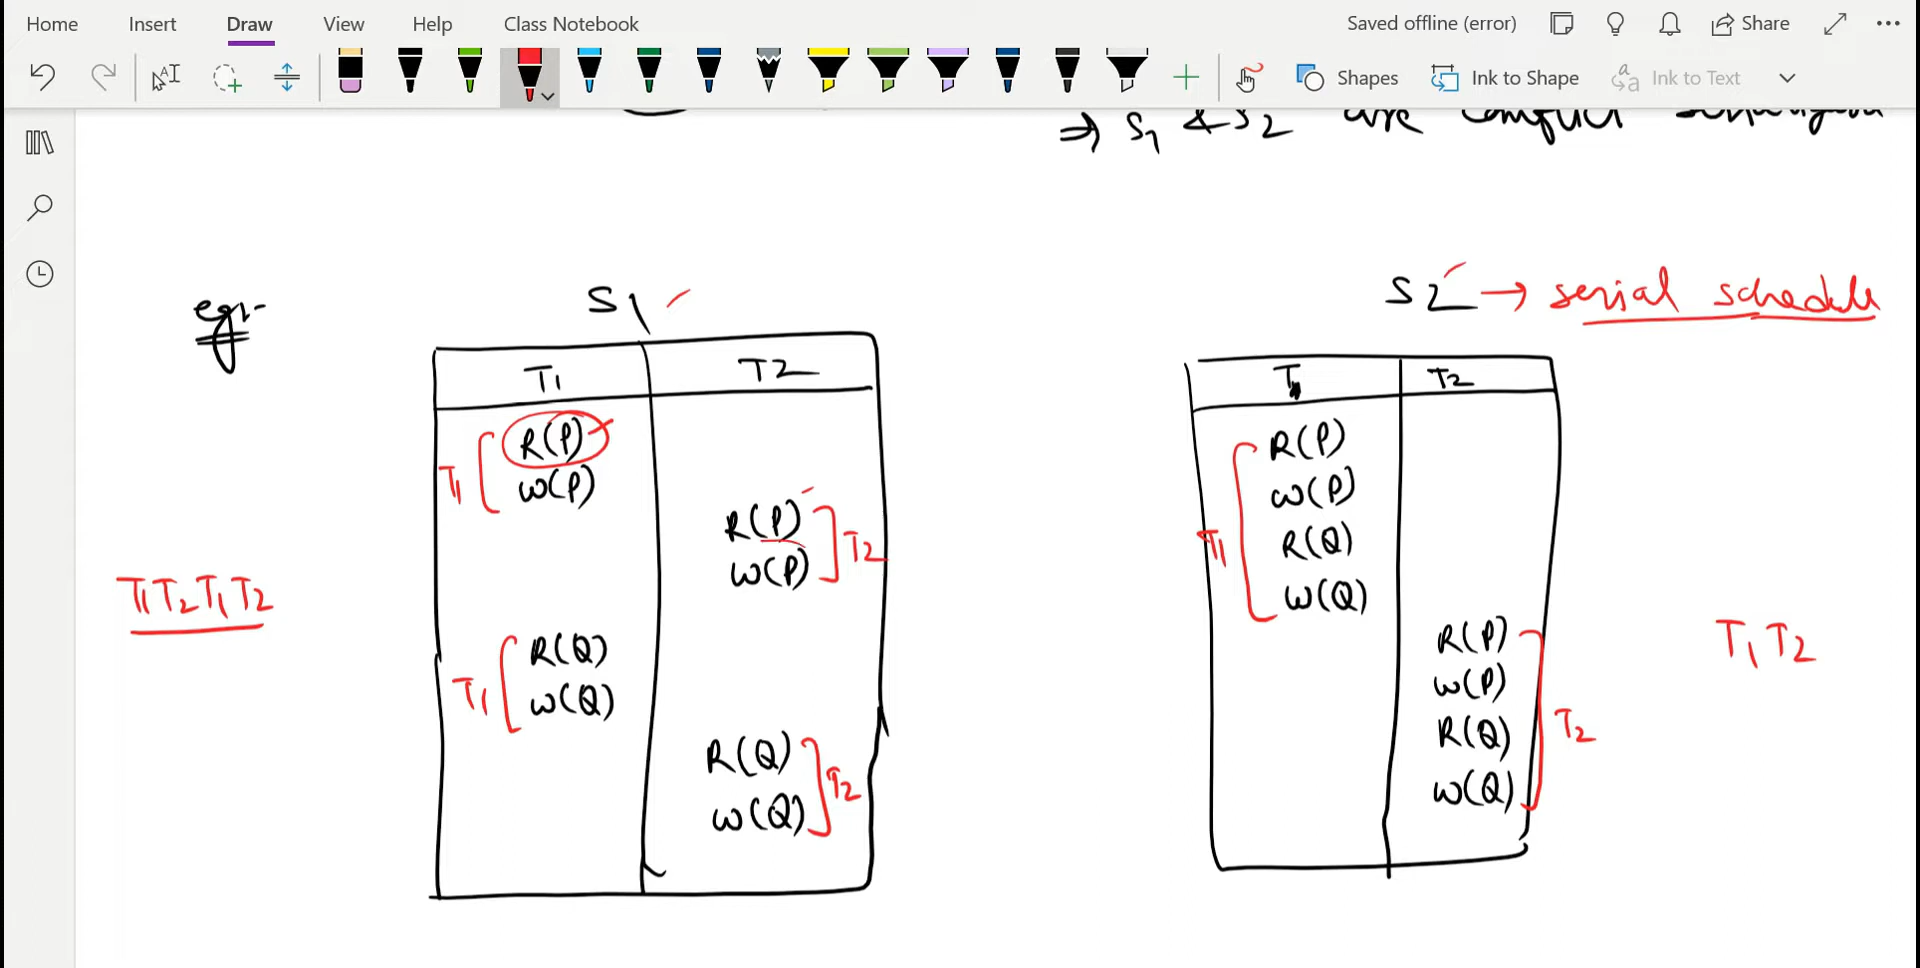 Home Insert Draw View Help Class Notebook Saved offline (error) Share
Shapes Ink to Shape Ink to Text
⇒ S1 & S2 are conflict
eg:-
S1
S2 → serial schedule
T1 T2
R(P)
W(P)
T1
R(P)
W(P)
T2
T1T2T1T2
R(Q)
W(Q)
T1
R(Q)
W(Q)
T2
T1 T2
R(P)
W(P)
R(Q)
W(Q)
T1
R(P)
W(P)
R(Q)
W(Q)
T2
T1T2